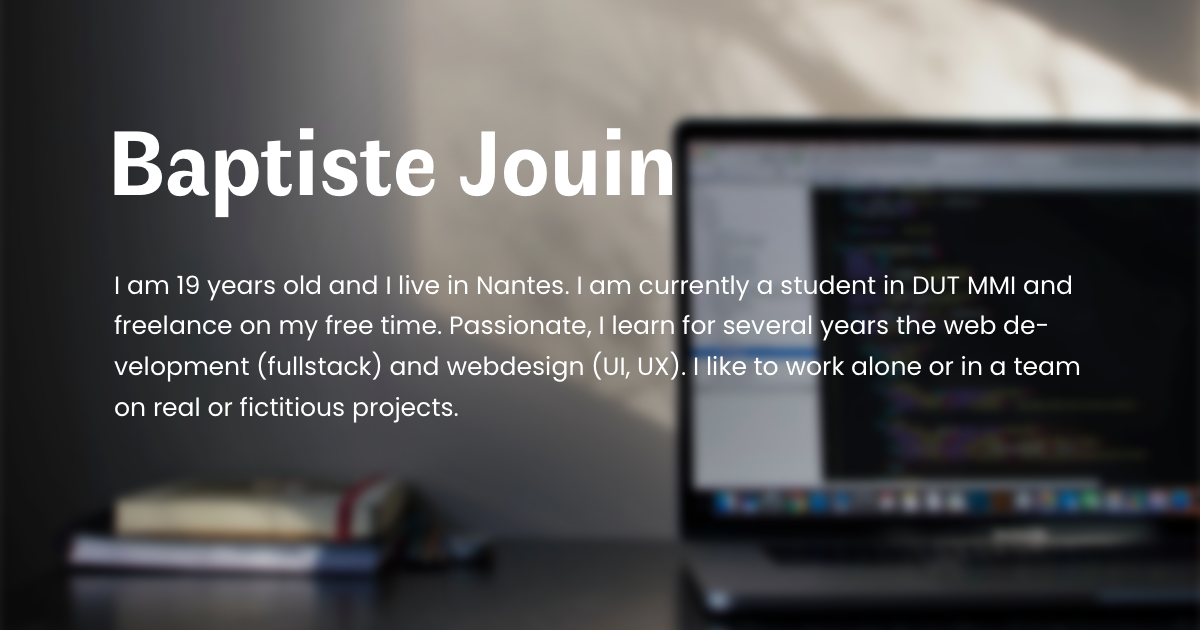 Baptiste Jouin
I am 19 years old and I live in Nantes. I am currently a student in DUT MMI and
freelance on my free time. Passionate, I learn for several years the web de-
velopment (fullstack) and webdesign (UI, UX). I like to work alone or in a team
on real or fictitious projects.